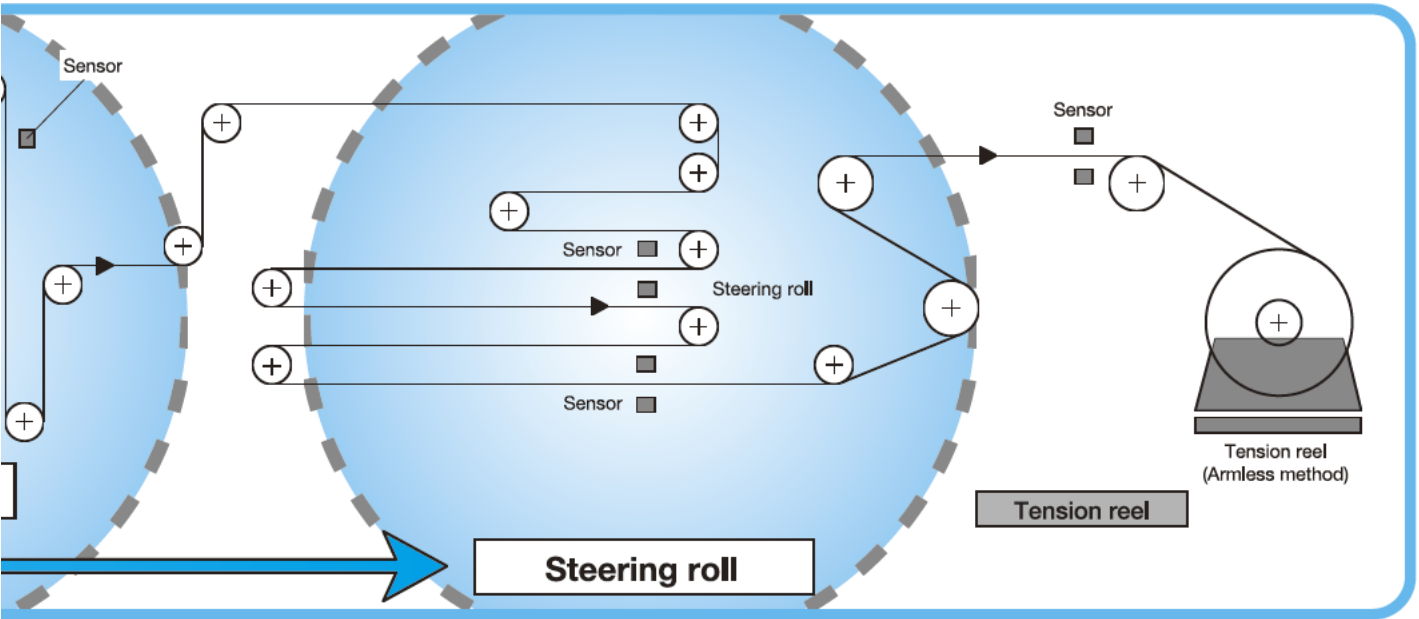 Sensor
Sensor
Sensor
Steering roll
Sensor
Tension reel
(Armless method)
Tension reel
Steering roll